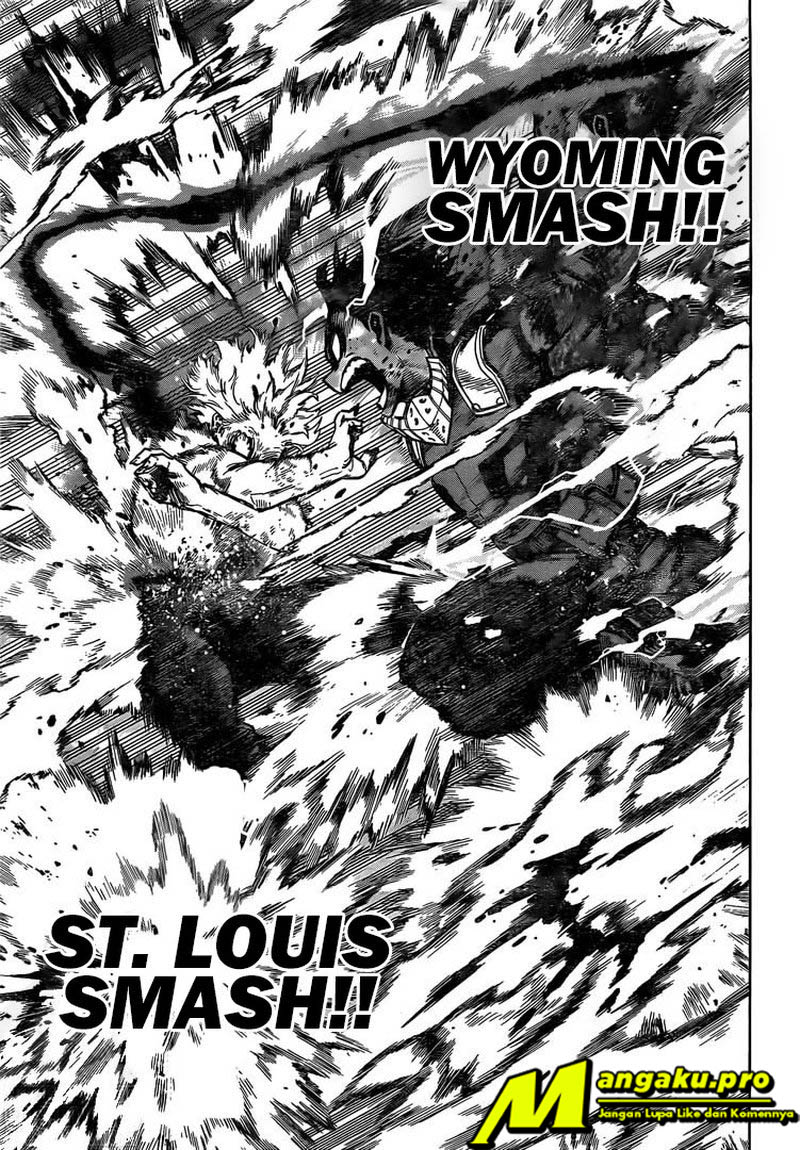 WYOMING
SMASH!!
ST. LOUIS
SMASH!!
Mangaku.pro
Jangan Lupa Like dan Komennya